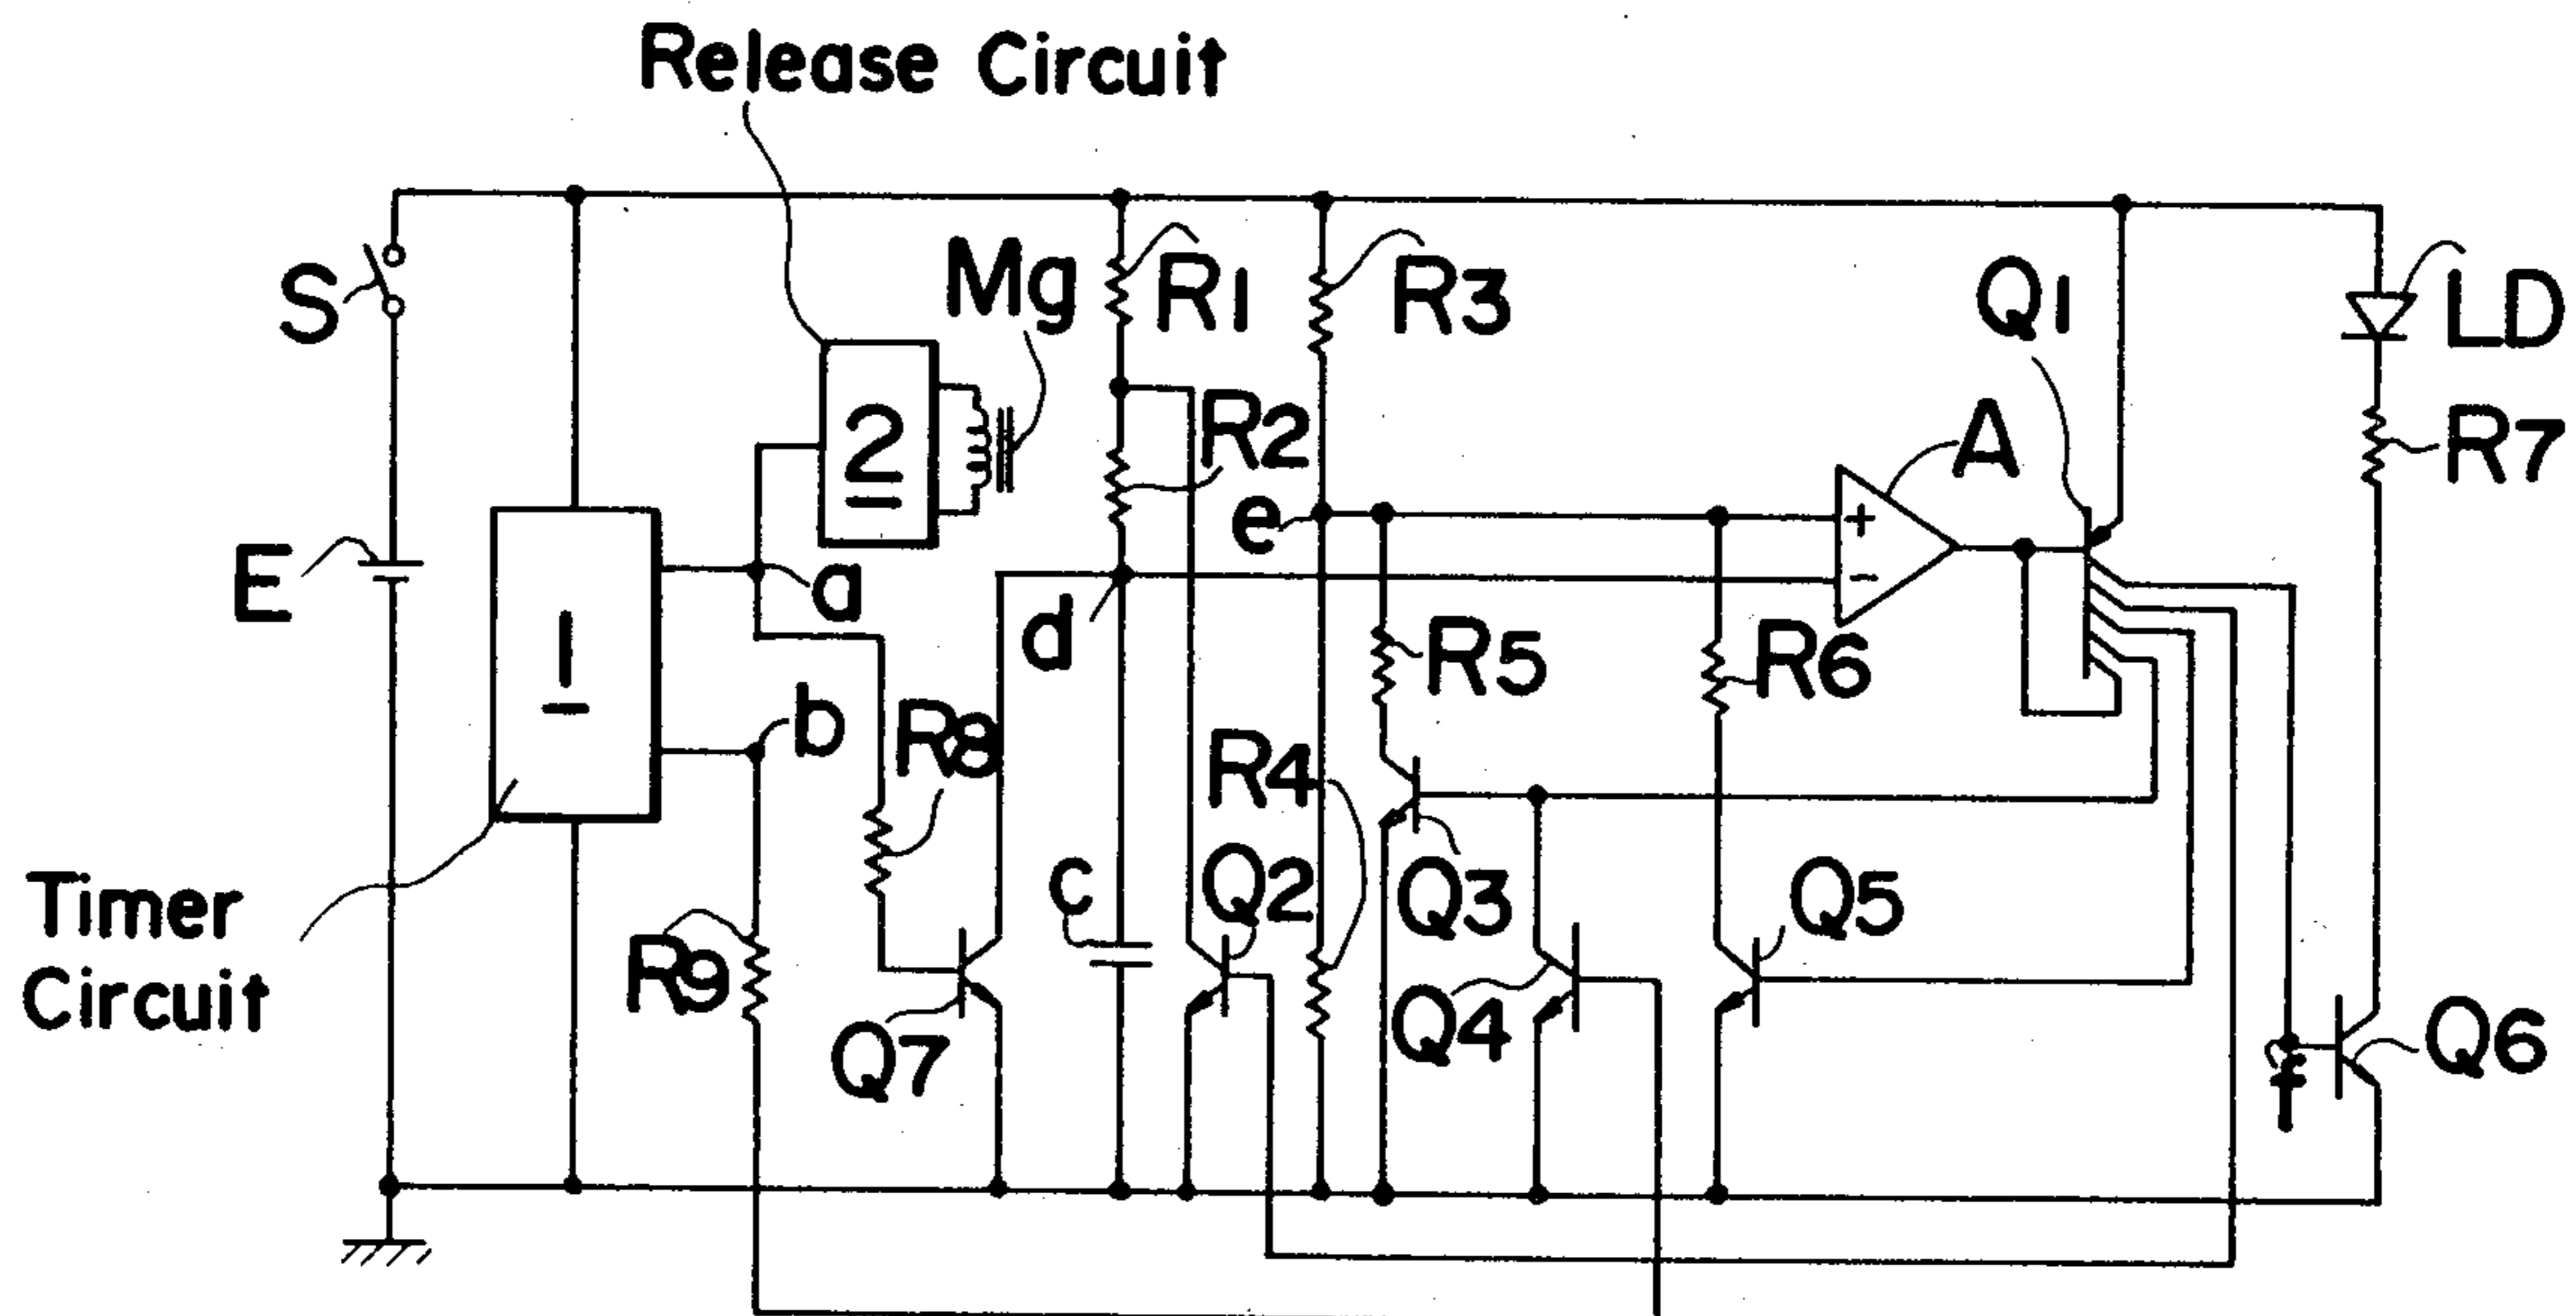 Release Circuit
S
Mg
R1
R3
Q1
LD
2
R2
A
R7
E
e
1
a
d
R5
R6
b
R8
R4
Timer
Circuit
R9
C
Q2
Q3
Q5
Q7
Q4
f
Q6